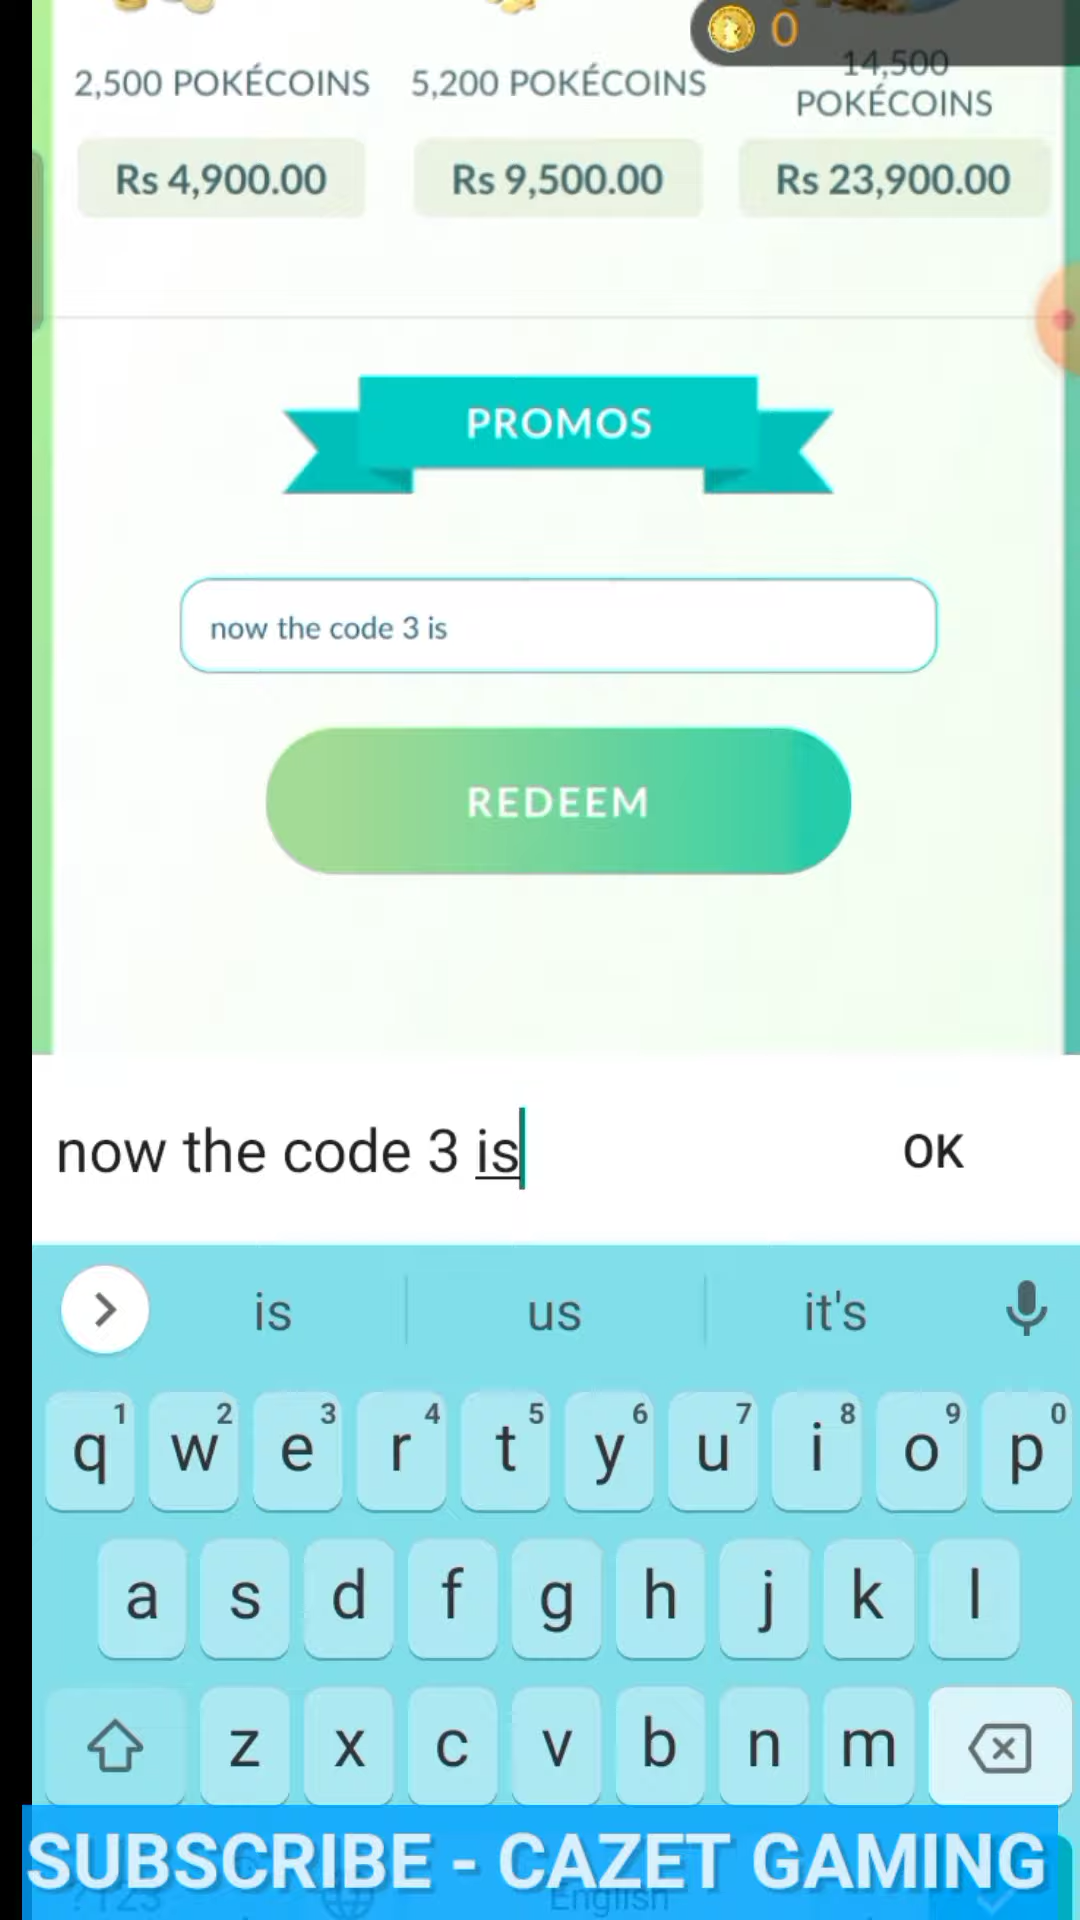 0
2,500 POKÉCOINS 5,200 POKÉCOINS 14,500 POKÉCOINS
Rs 4,900.00 Rs 9,500.00 Rs 23,900.00
PROMOS
now the code 3 is
REDEEM
now the code 3 is OK
is us it's
1 2 3 4 5 6 7 8 9 0
q w e r t y u i o p
a s d f g h j k l
z x c v b n m
SUBSCRIBE - CAZET GAMING
?123 English